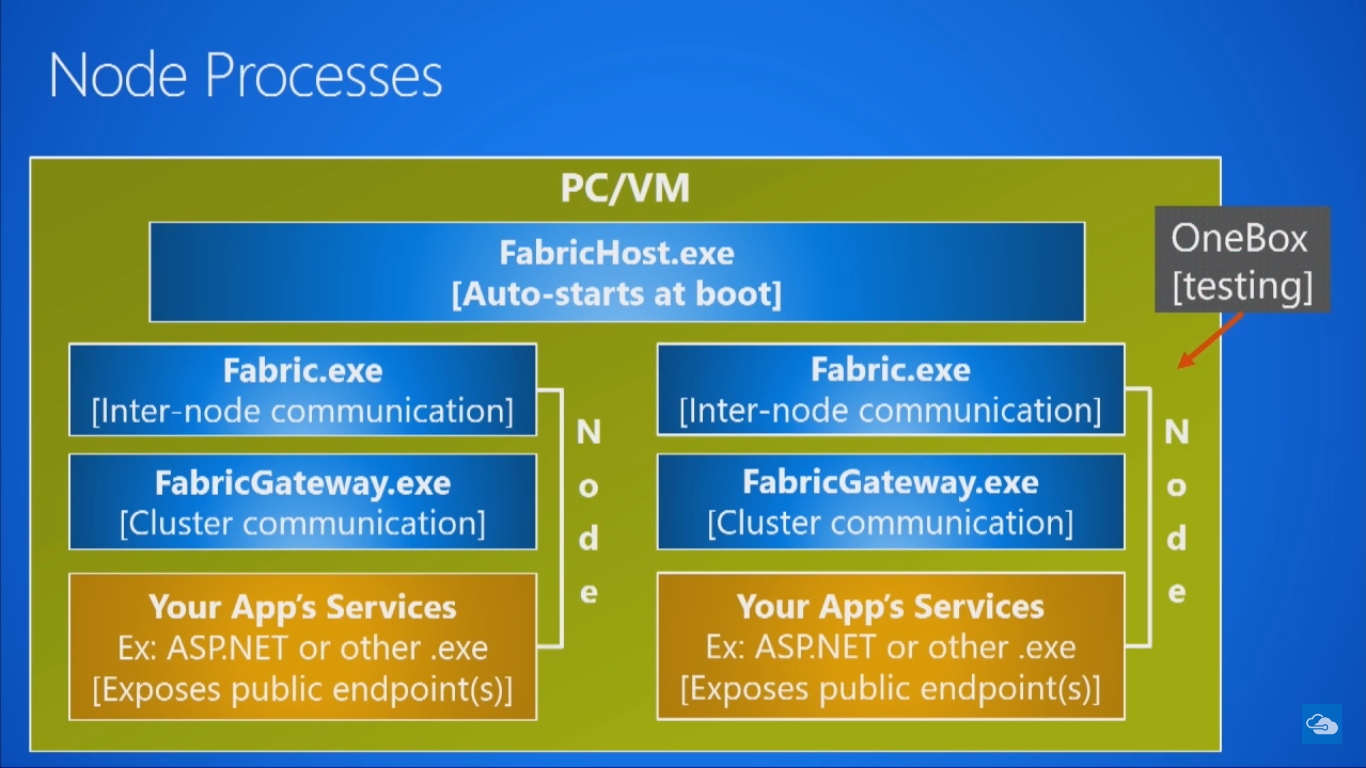 Node Processes
PC/VM
FabricHost.exe
[Auto-starts at boot]
OneBox
[testing]
Fabric.exe
[Inter-node communication]
FabricGateway.exe
[Cluster communication]
Your App's Services
Ex: ASP.NET or other .exe
[Exposes public endpoint(s)]
Node
Fabric.exe
[Inter-node communication]
FabricGateway.exe
[Cluster communication]
Your App's Services
Ex: ASP.NET or other .exe
[Exposes public endpoint(s)]
Node